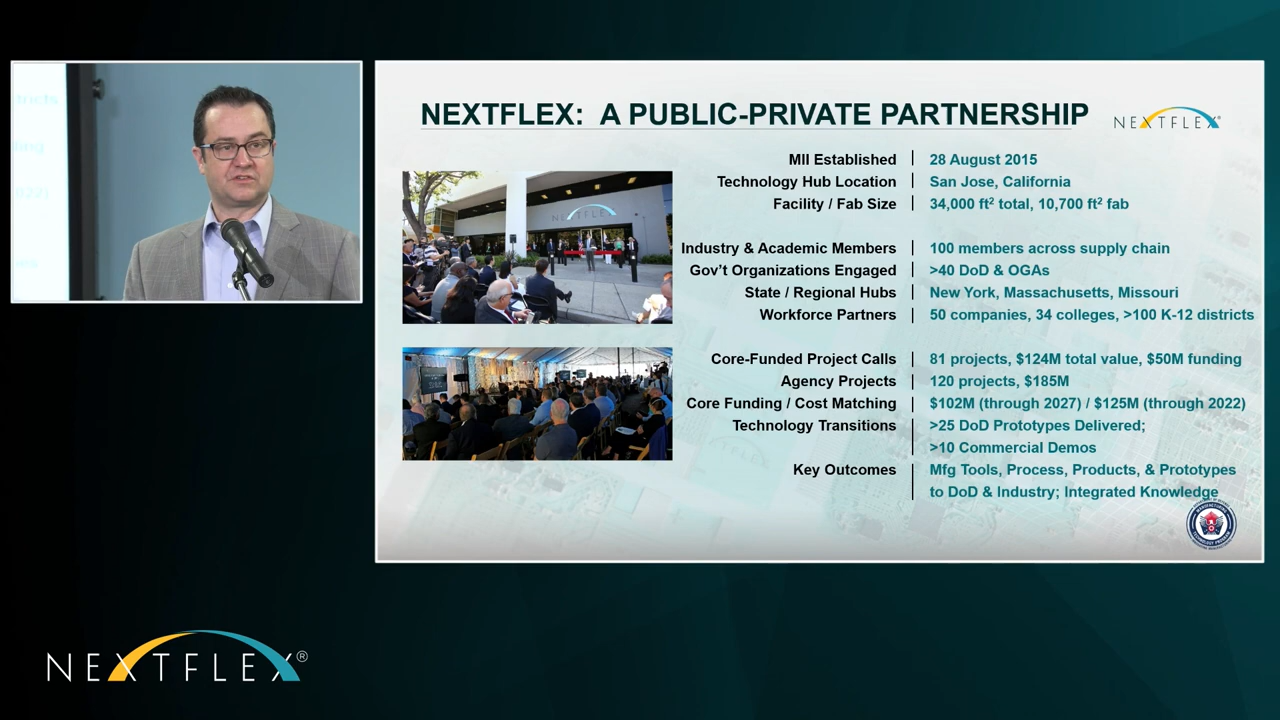 NEXTFLEX: A PUBLIC-PRIVATE PARTNERSHIP
NEXTFLEX®
MII Established | 28 August 2015
Technology Hub Location | San Jose, California
Facility / Fab Size | 34,000 ft² total, 10,700 ft² fab
NEXTFLEX
Industry & Academic Members | 100 members across supply chain
Gov't Organizations Engaged | >40 DoD & OGAs
State / Regional Hubs | New York, Massachusetts, Missouri
Workforce Partners | 50 companies, 34 colleges, >100 K-12 districts
Core-Funded Project Calls | 81 projects, $124M total value, $50M funding
Agency Projects | 120 projects, $185M
Core Funding / Cost Matching | $102M (through 2027) / $125M (through 2022)
Technology Transitions | >25 DoD Prototypes Delivered;
>10 Commercial Demos
Key Outcomes | Mfg Tools, Process, Products, & Prototypes
to DoD & Industry; Integrated Knowledge
NEXTFLEX®